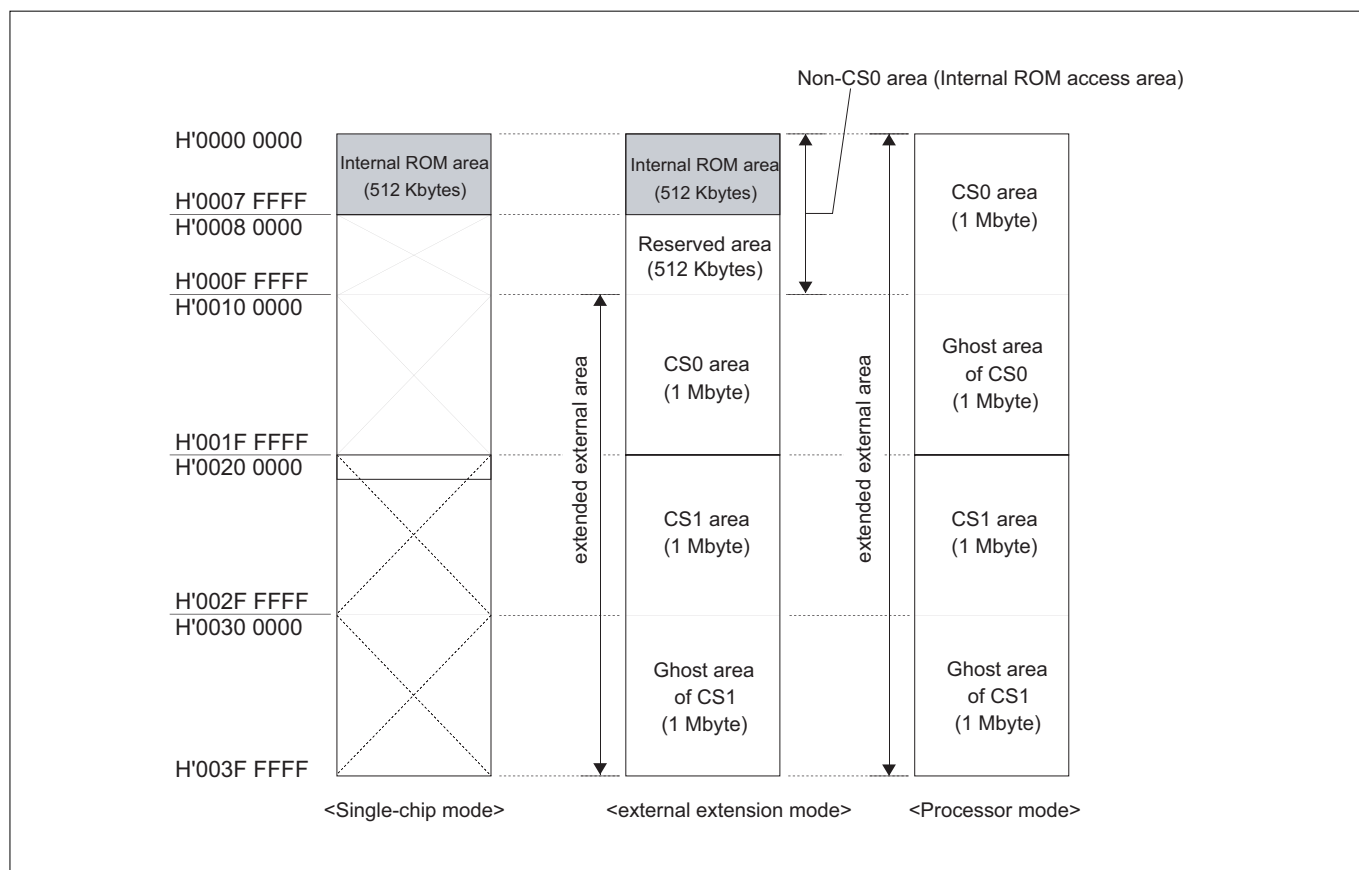 Non-CS0 area (Internal ROM access area)
H'0000 0000
H'0007 FFFF
H'0008 0000
H'000F FFFF
H'0010 0000
H'001F FFFF
H'0020 0000
H'002F FFFF
H'0030 0000
H'003F FFFF
Internal ROM area
(512 Kbytes)
<Single-chip mode>
extended external area
Internal ROM area
(512 Kbytes)
Reserved area
(512 Kbytes)
CS0 area
(1 Mbyte)
CS1 area
(1 Mbyte)
Ghost area
of CS1
(1 Mbyte)
<external extension mode>
extended external area
CS0 area
(1 Mbyte)
Ghost area
of CS0
(1 Mbyte)
CS1 area
(1 Mbyte)
Ghost area
of CS1
(1 Mbyte)
<Processor mode>